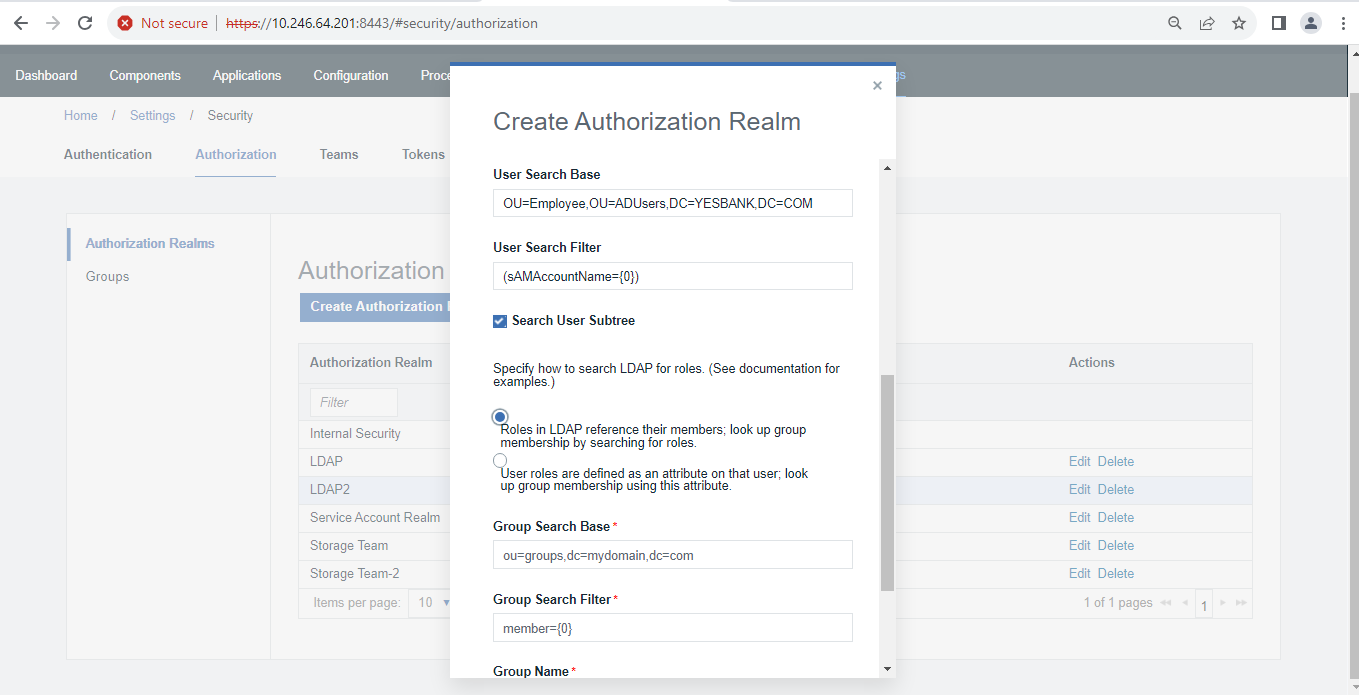 Not secure
https://10.246.64.201:8443/#security/authorization
Dashboard
Components
Applications
Configuration
Proce
gs
Home / Settings / Security
Authentication
Authorization
Teams
Tokens
Authorization Realms
Groups
Authorization
Create Authorization
Authorization Realm
Actions
Filter
Internal Security
LDAP
Edit Delete
LDAP2
Edit Delete
Service Account Realm
Edit Delete
Storage Team
Edit Delete
Storage Team-2
Edit Delete
Items per page: 10
1 of 1 pages
1
×
Create Authorization Realm
User Search Base
OU=Employee,OU=ADUsers,DC=YESBANK,DC=COM
User Search Filter
(sAMAccountName={0})
Search User Subtree
Specify how to search LDAP for roles. (See documentation for
examples.)
Roles in LDAP reference their members; look up group
membership by searching for roles.
User roles are defined as an attribute on that user; look
up group membership using this attribute.
Group Search Base*
ou=groups,dc=mydomain,dc=com
Group Search Filter*
member={0}
Group Name*